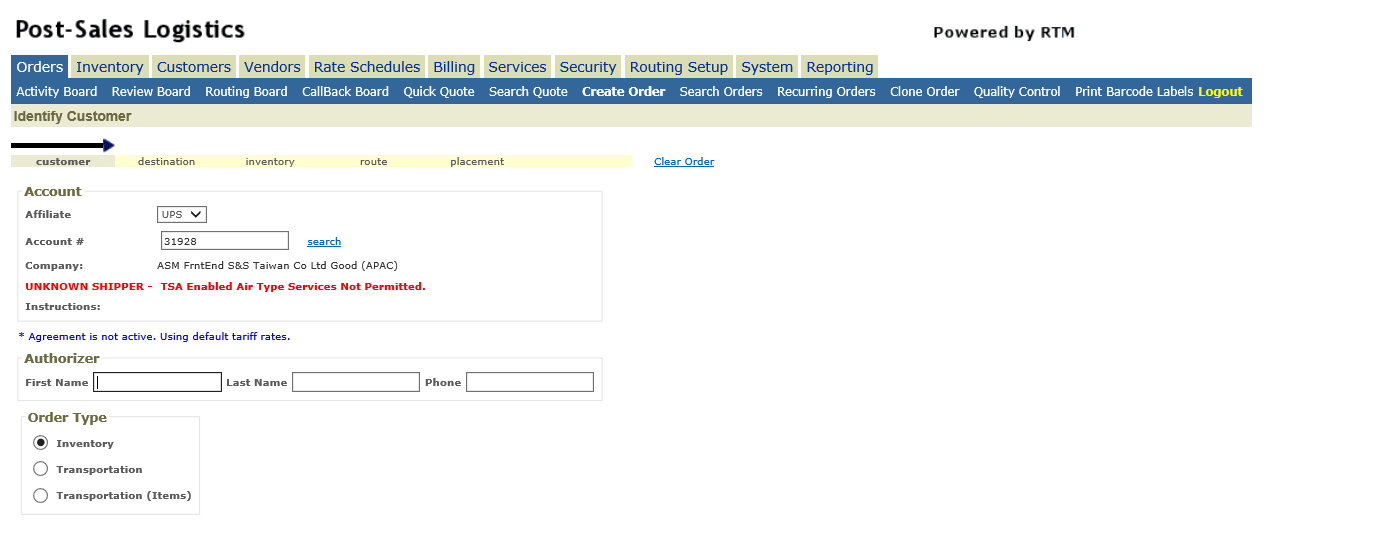 Post-Sales Logistics
Powered by RTM
Orders Inventory Customers Vendors Rate Schedules Billing Services Security Routing Setup System Reporting
Activity Board Review Board Routing Board CallBack Board Quick Quote Search Quote Create Order Search Orders Recurring Orders Clone Order Quality Control Print Barcode Labels Logout
Identify Customer
customer destination inventory route placement Clear Order
Account
Affiliate UPS
Account # 31928 search
Company: ASM FrntEnd S&S Taiwan Co Ltd Good (APAC)
UNKNOWN SHIPPER - TSA Enabled Air Type Services Not Permitted.
Instructions:
* Agreement is not active. Using default tariff rates.
Authorizer
First Name Last Name Phone
Order Type
Inventory
Transportation
Transportation (Items)